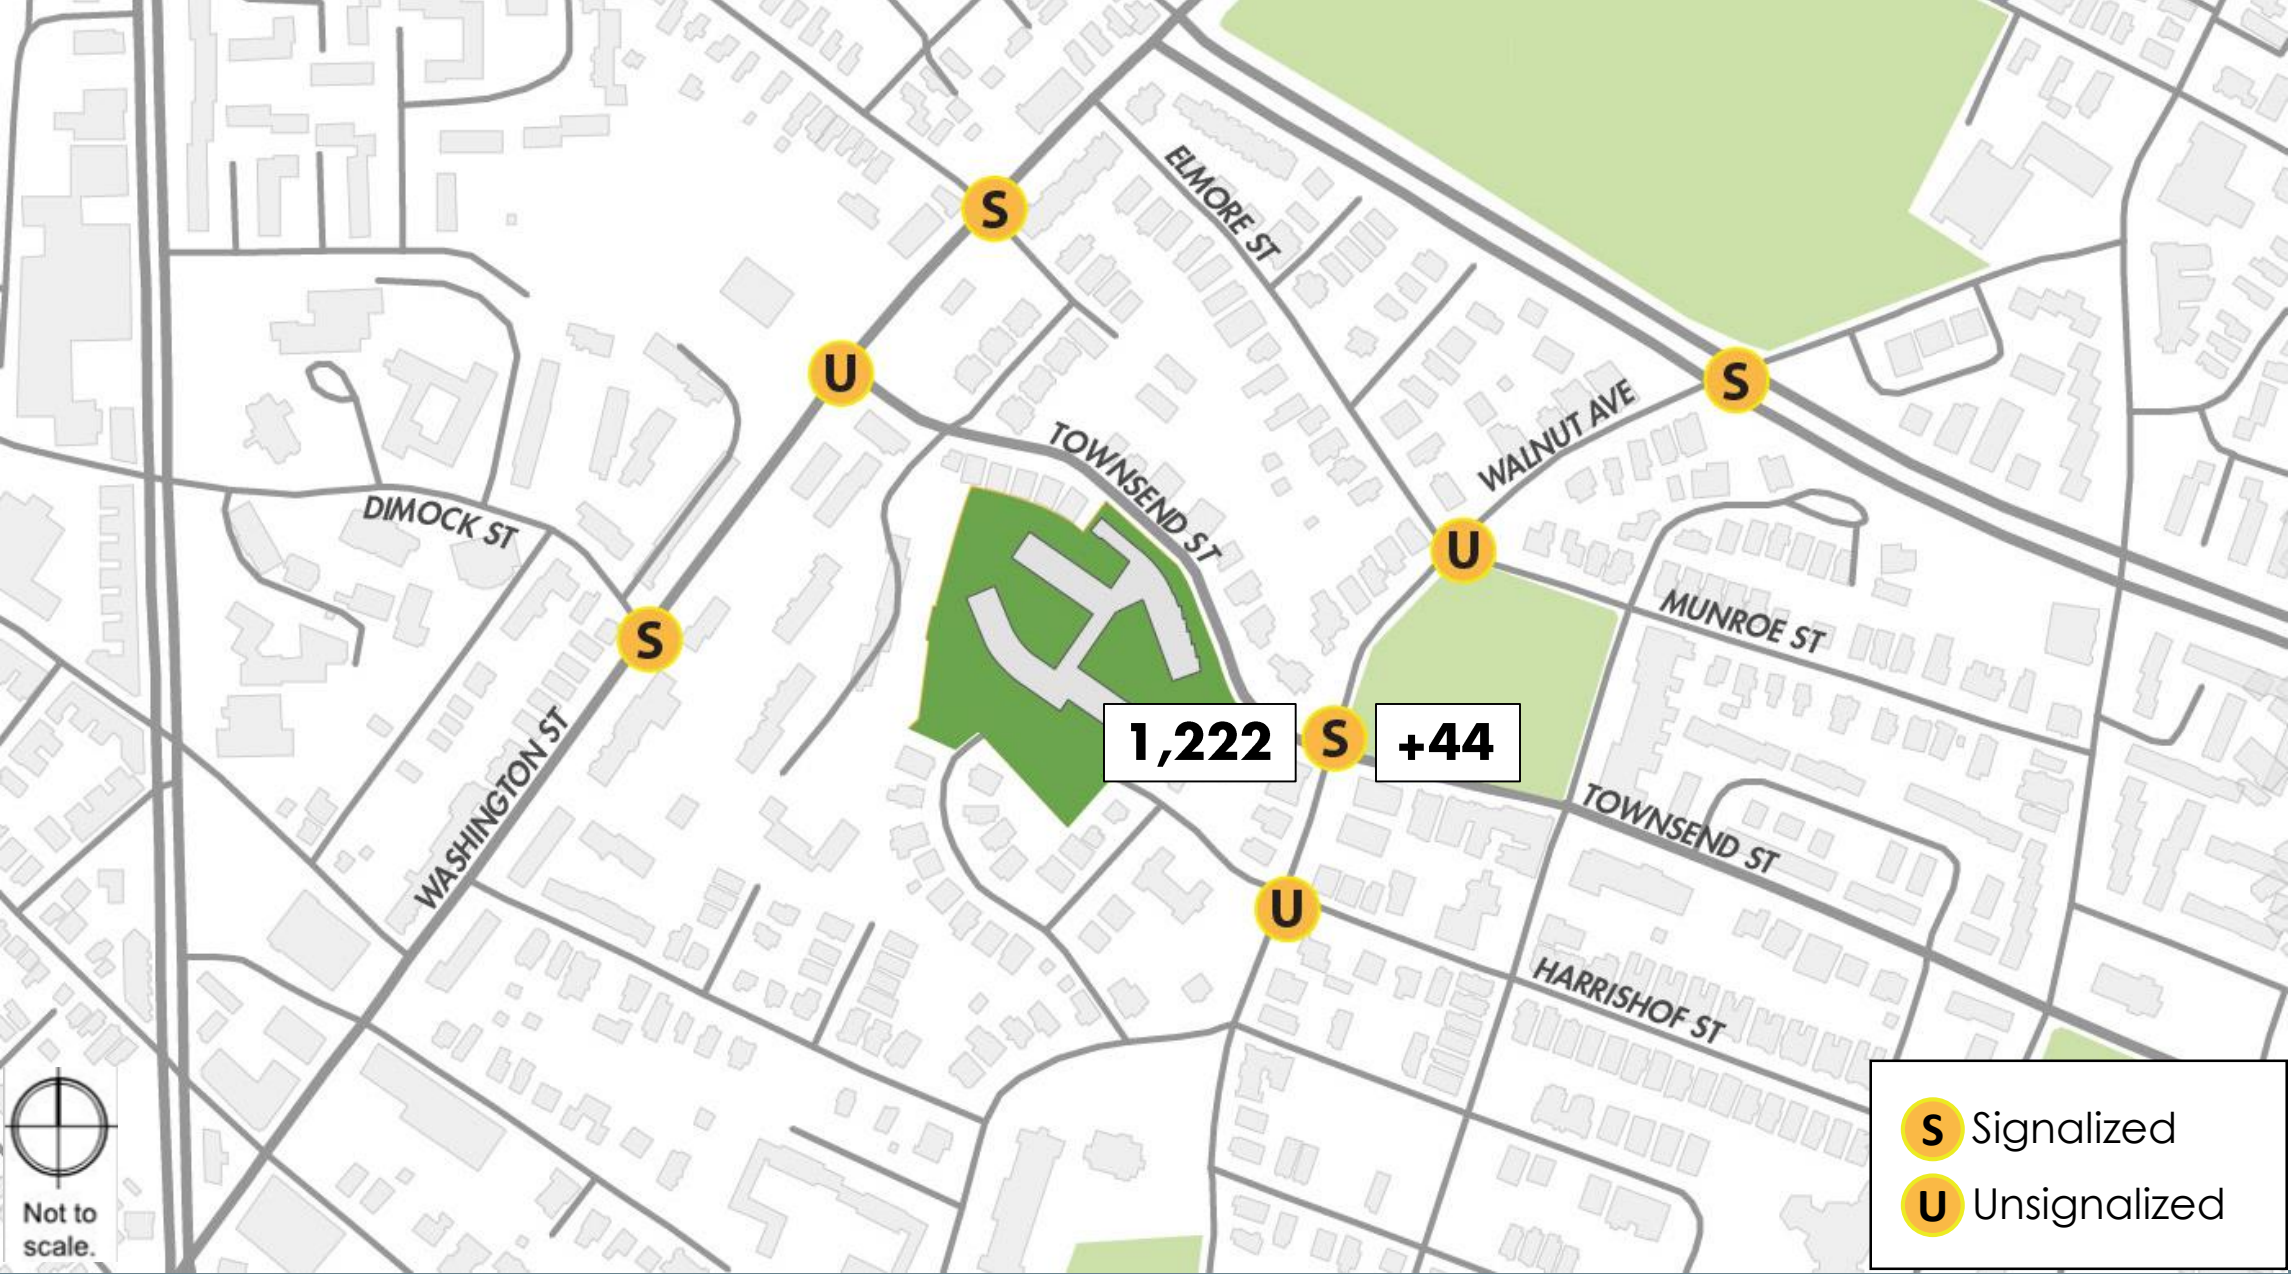 ELMORE ST
S
U
S
WALNUT AVE
TOWNSEND ST
DIMOCK ST
U
MUNROE ST
S
WASHINGTON ST
1,222
S
+44
TOWNSEND ST
U
HARRISHOF ST
S Signalized
U Unsignalized
Not to
scale.